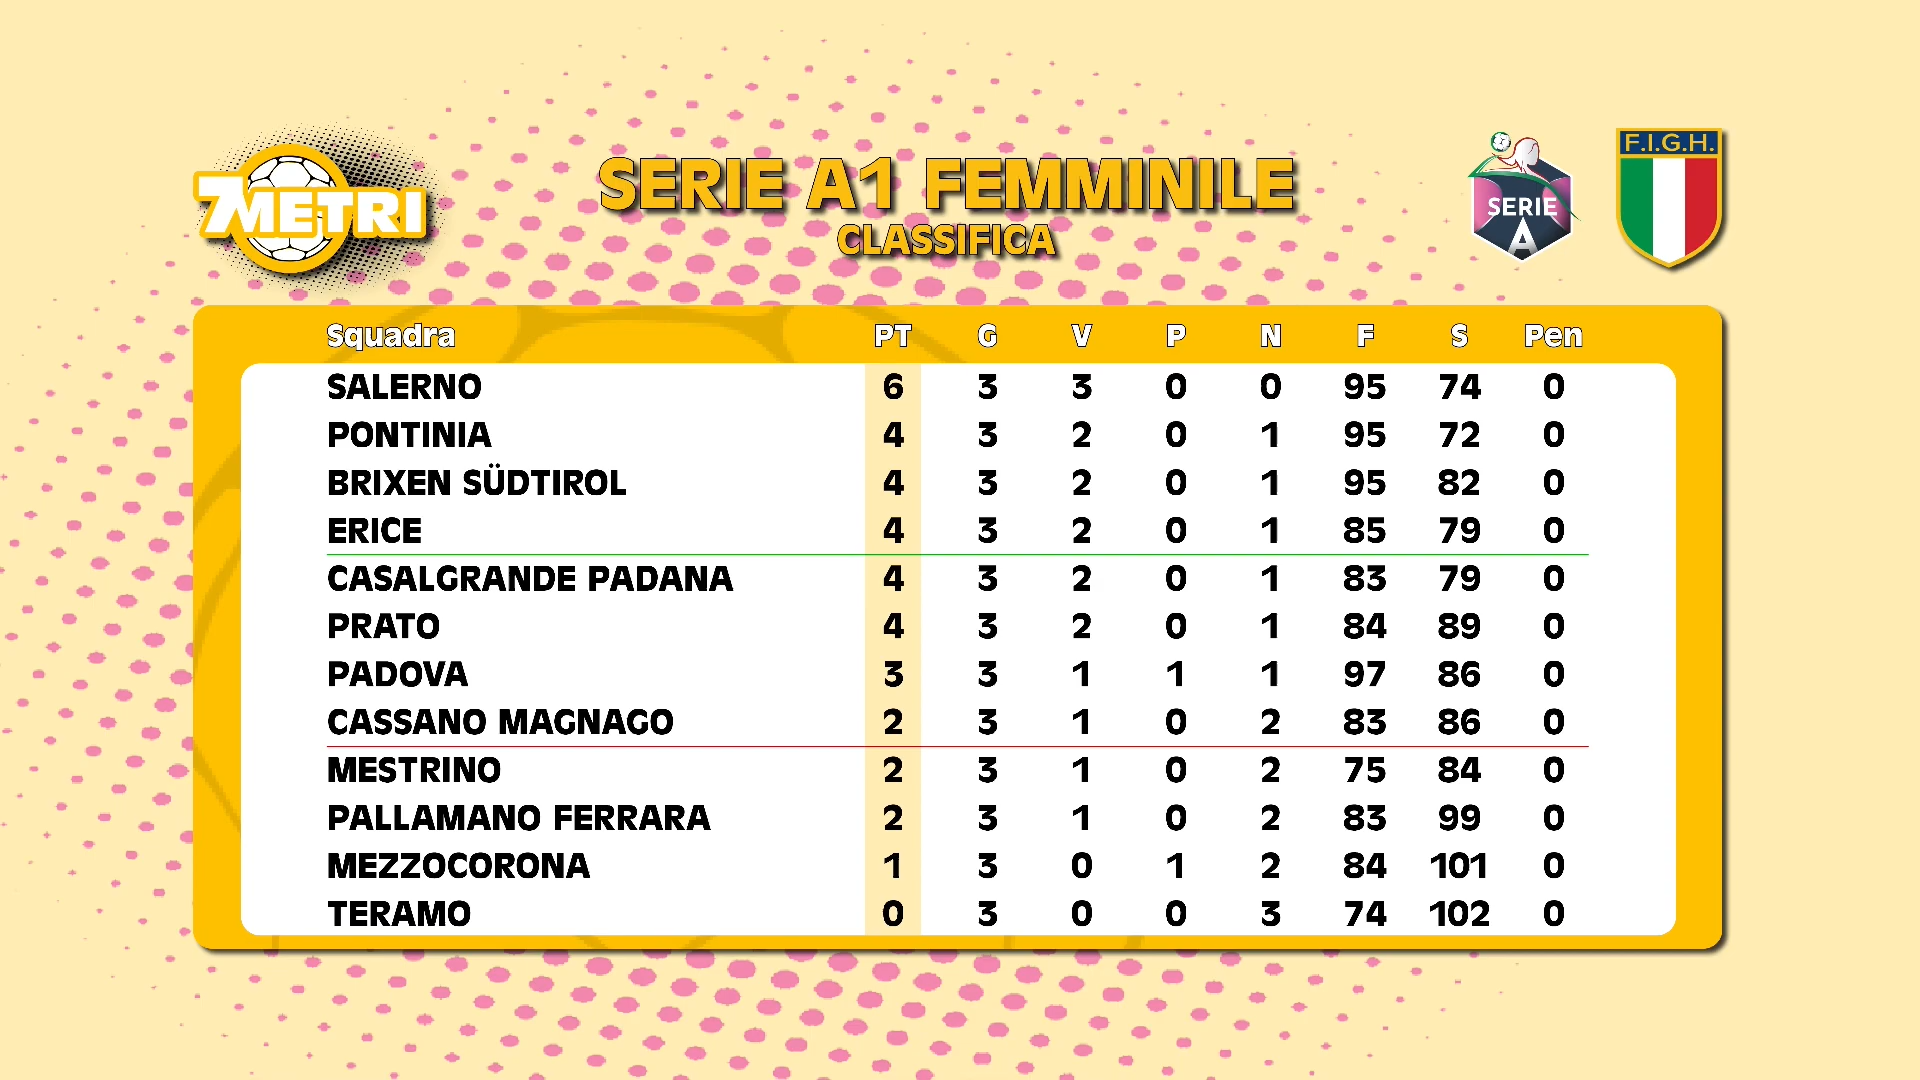 7METRI
SERIE A1 FEMMINILE
CLASSIFICA
SERIE
A
F.I.G.H.
Squadra PT G V P N F S Pen
SALERNO 6 3 3 0 0 95 74 0
PONTINIA 4 3 2 0 1 95 72 0
BRIXEN SÜDTIROL 4 3 2 0 1 95 82 0
ERICE 4 3 2 0 1 85 79 0
CASALGRANDE PADANA 4 3 2 0 1 83 79 0
PRATO 4 3 2 0 1 84 89 0
PADOVA 3 3 1 1 1 97 86 0
CASSANO MAGNAGO 2 3 1 0 2 83 86 0
MESTRINO 2 3 1 0 2 75 84 0
PALLAMANO FERRARA 2 3 1 0 2 83 99 0
MEZZOCORONA 1 3 0 1 2 84 101 0
TERAMO 0 3 0 0 3 74 102 0